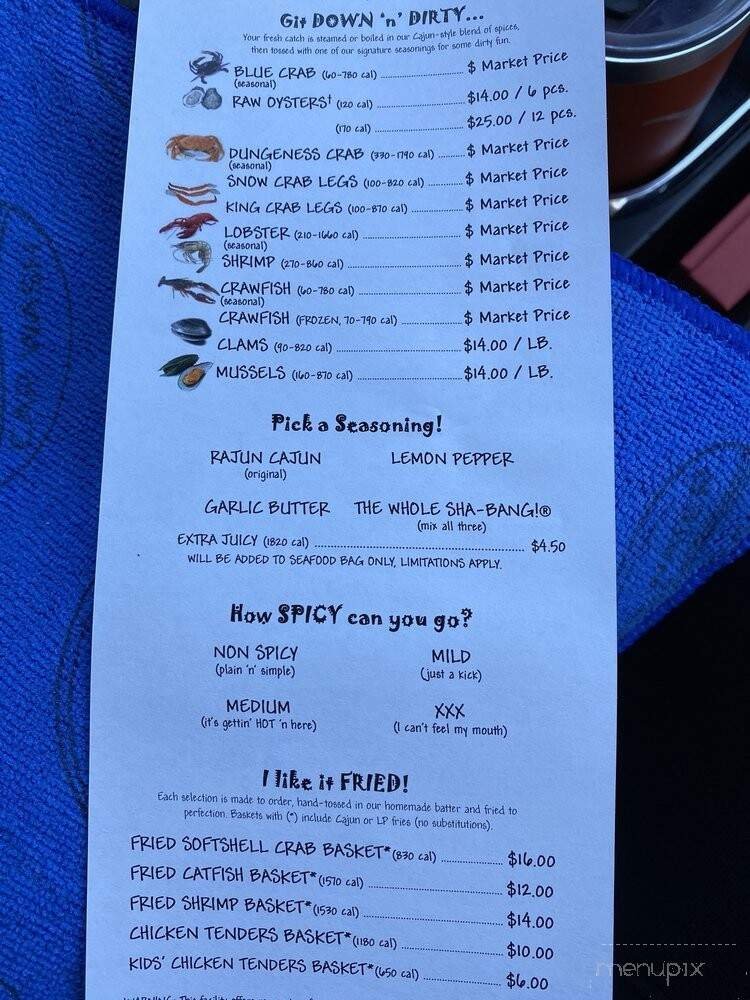 Git DOWN 'n' DIRTY...
Your fresh catch is steamed or boiled in our Cajun-style blend of spices,
then tossed with one of our signature seasonings for some dirty fun.
BLUE CRAB (60-780 cal) ........ $ Market Price
(seasonal)
RAW OYSTERS† (120 cal) ........ $14.00 / 6 pcs.
(170 cal) ........ $25.00 / 12 pcs.
DUNGENESS CRAB (330-1790 cal) ........ $ Market Price
(seasonal)
SNOW CRAB LEGS (100-820 cal) ........ $ Market Price
KING CRAB LEGS (100-870 cal) ........ $ Market Price
LOBSTER (210-1660 cal) ........ $ Market Price
(seasonal)
SHRIMP (270-860 cal) ........ $ Market Price
CRAWFISH (60-780 cal) ........ $ Market Price
(seasonal)
CRAWFISH (FROZEN, 70-790 cal) ........ $ Market Price
CLAMS (90-820 cal) ........ $14.00 / LB.
MUSSELS (160-870 cal) ........ $14.00 / LB.
Pick a Seasoning!
RAJUN CAJUN LEMON PEPPER
(original)
GARLIC BUTTER THE WHOLE SHA-BANG!®
(mix all three)
EXTRA JUICY (1820 cal) ........ $4.50
WILL BE ADDED TO SEAFOOD BAG ONLY, LIMITATIONS APPLY.
How SPICY can you go?
NON SPICY MILD
(plain 'n' simple) (just a kick)
MEDIUM XXX
(it's gettin' HOT 'n here) (I can't feel my mouth)
I like it FRIED!
Each selection is made to order, hand-tossed in our homemade batter and fried to
perfection. Baskets with (*) include Cajun or LP fries (no substitutions).
FRIED SOFTSHELL CRAB BASKET* (830 cal) ........ $16.00
FRIED CATFISH BASKET* (1570 cal) ........ $12.00
FRIED SHRIMP BASKET* (1530 cal) ........ $14.00
CHICKEN TENDERS BASKET* (1180 cal) ........ $10.00
KIDS' CHICKEN TENDERS BASKET* (650 cal) ........ $6.00
menupix